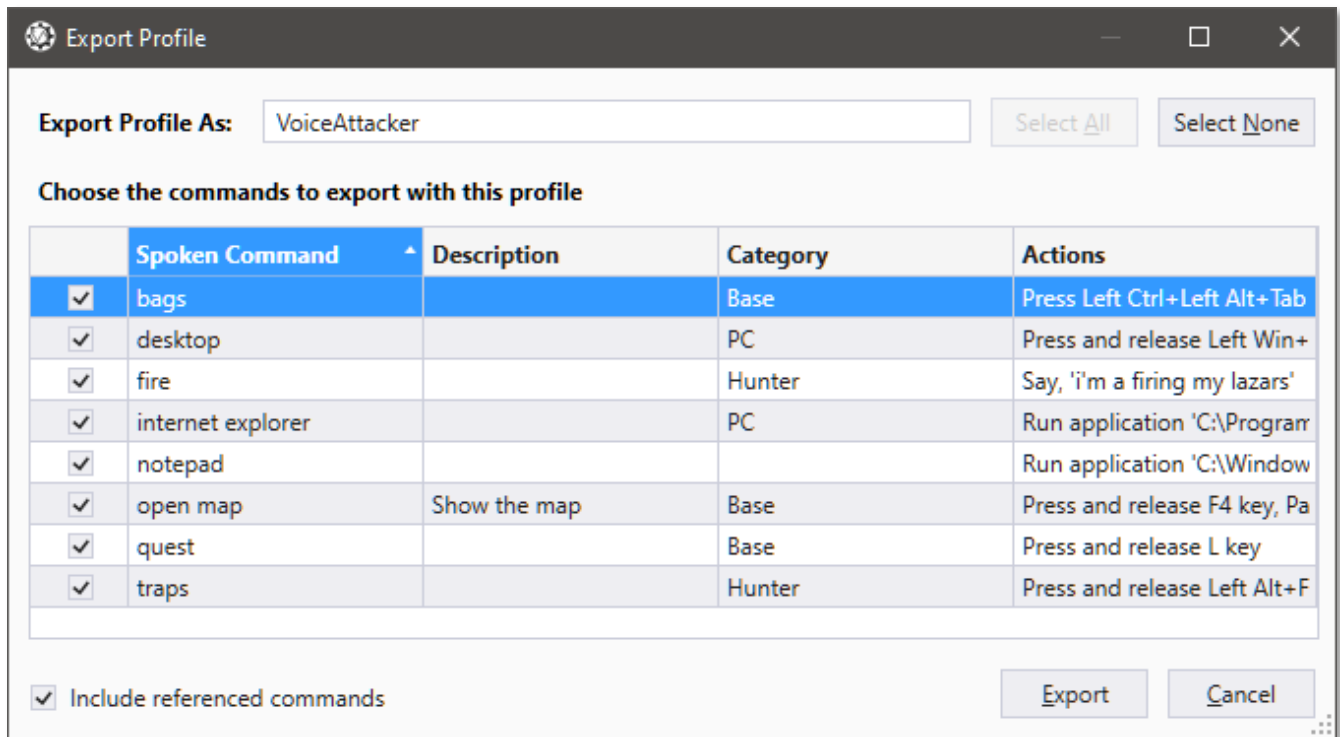 Export Profile
Export Profile As: VoiceAttacker Select All Select None
Choose the commands to export with this profile
Spoken Command Description Category Actions
bags Base Press Left Ctrl+Left Alt+Tab
desktop PC Press and release Left Win+
fire Hunter Say, 'i'm a firing my lazars'
internet explorer PC Run application 'C:\Program
notepad Run application 'C:\Window
open map Show the map Base Press and release F4 key, Pa
quest Base Press and release L key
traps Hunter Press and release Left Alt+F
Include referenced commands Export Cancel